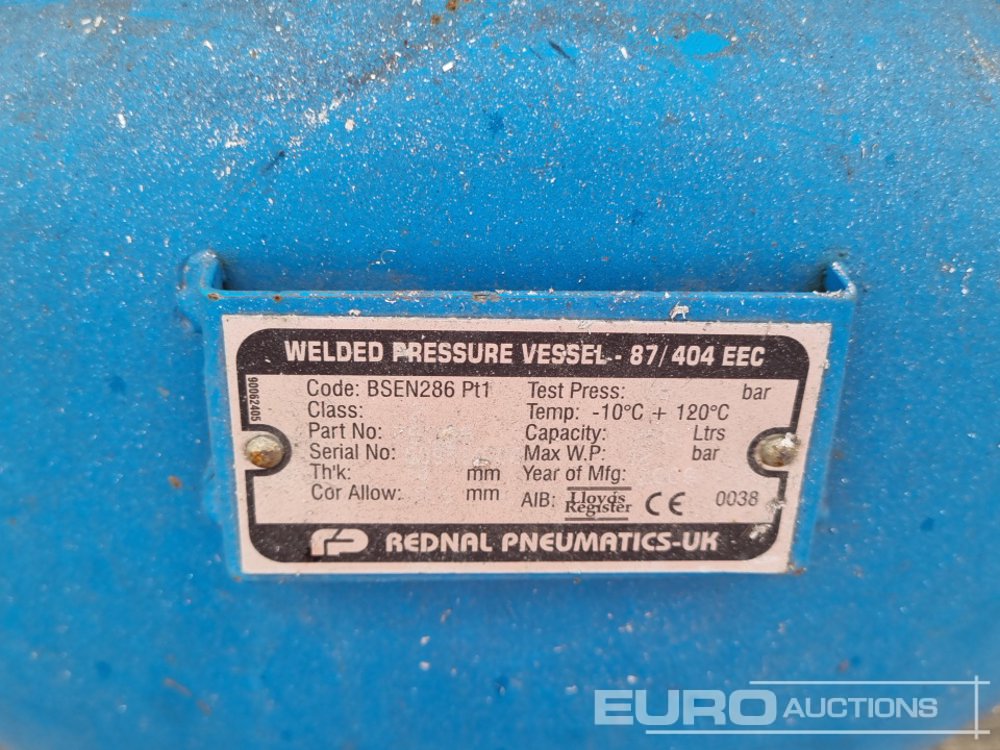 WELDED PRESSURE VESSEL - 87/404 EEC
90062405
Code: BSEN286 Pt1
Class:
Part No:
Serial No:
Th'k: mm
Cor Allow: mm
Test Press: bar
Temp: -10°C + 120°C
Capacity: Ltrs
Max W.P: bar
Year of Mfg:
AIB: Lloyds Register CE 0038
REDNAL PNEUMATICS-UK
EURO AUCTIONS